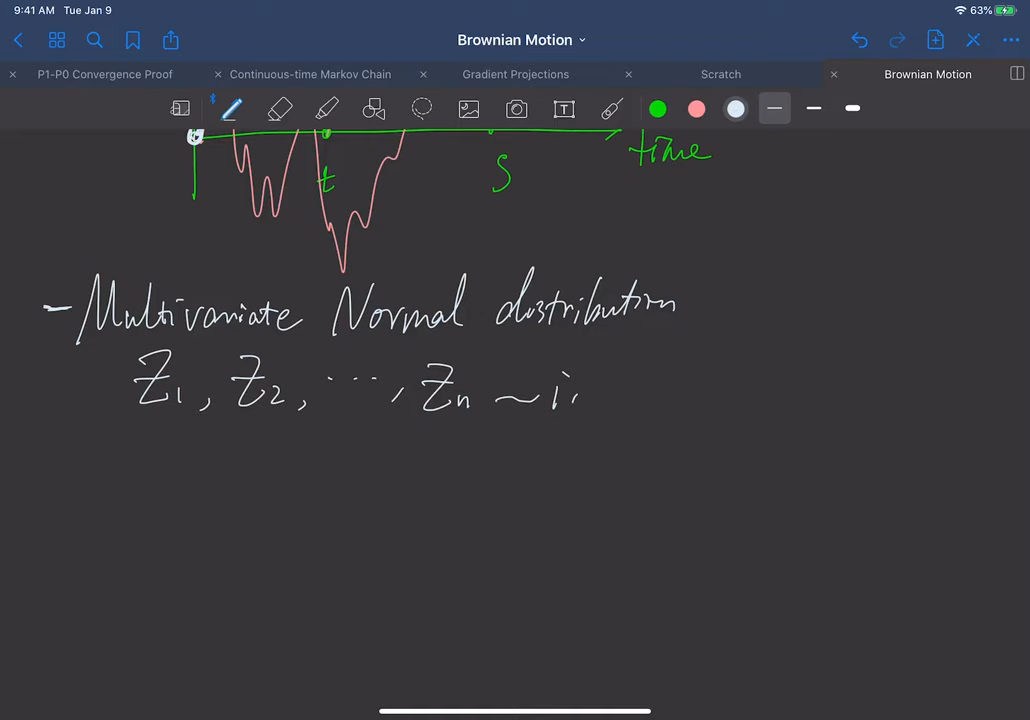 9:41 AM Tue Jan 9
63%
Brownian Motion
P1-P0 Convergence Proof
Continuous-time Markov Chain
Gradient Projections
Scratch
Brownian Motion
T
time
t
S
- Multivariate Normal distribution
Z1, Z2, ..., Zn ~ i.